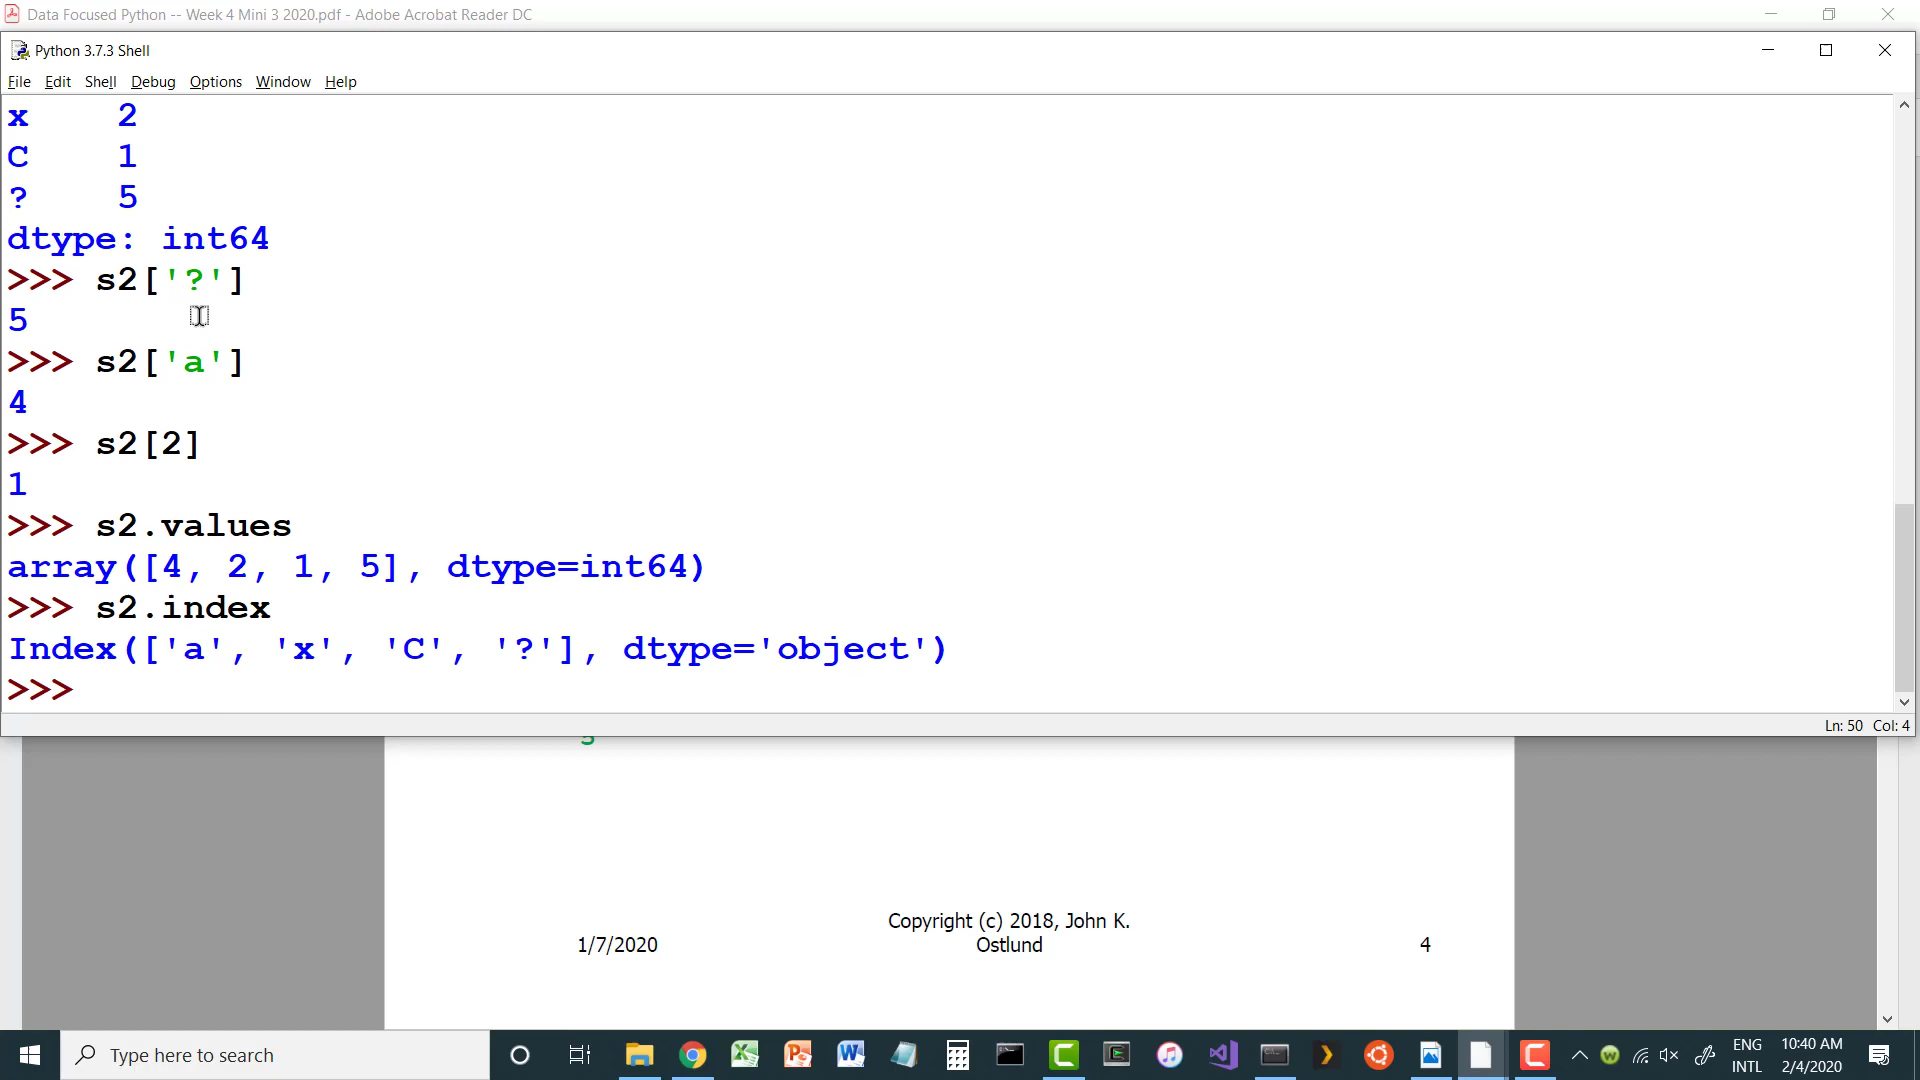 Data Focused Python -- Week 4 Mini 3 2020.pdf - Adobe Acrobat Reader DC
Python 3.7.3 Shell
File Edit Shell Debug Options Window Help
x 2
C 1
? 5
dtype: int64
>>> s2['?']
5
>>> s2['a']
4
>>> s2[2]
1
>>> s2.values
array([4, 2, 1, 5], dtype=int64)
>>> s2.index
Index(['a', 'x', 'C', '?'], dtype='object')
>>>
Ln: 50 Col: 4
5
Copyright (c) 2018, John K.
Ostlund
1/7/2020
4
Type here to search
ENG
INTL
10:40 AM
2/4/2020